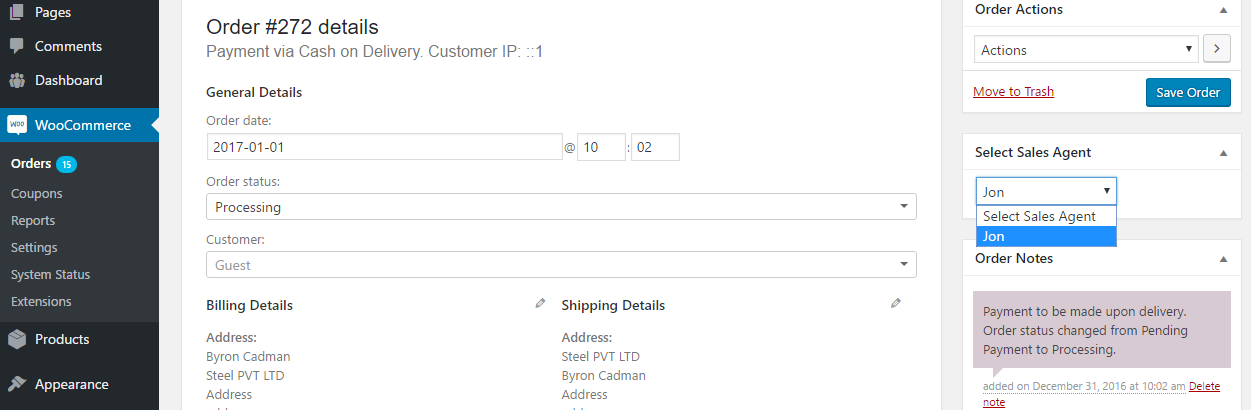 Pages
Comments
Dashboard
WooCommerce
Orders 15
Coupons
Reports
Settings
System Status
Extensions
Products
Appearance
Order #272 details
Payment via Cash on Delivery. Customer IP: ::1
General Details
Order date:
2017-01-01 @ 10 : 02
Order status:
Processing
Customer:
Guest
Billing Details
Address:
Byron Cadman
Steel PVT LTD
Address
Shipping Details
Address:
Steel PVT LTD
Byron Cadman
Address
Order Actions
Actions
Move to Trash
Save Order
Select Sales Agent
Jon
Select Sales Agent
Jon
Order Notes
Payment to be made upon delivery.
Order status changed from Pending
Payment to Processing.
added on December 31, 2016 at 10:02 am Delete
note